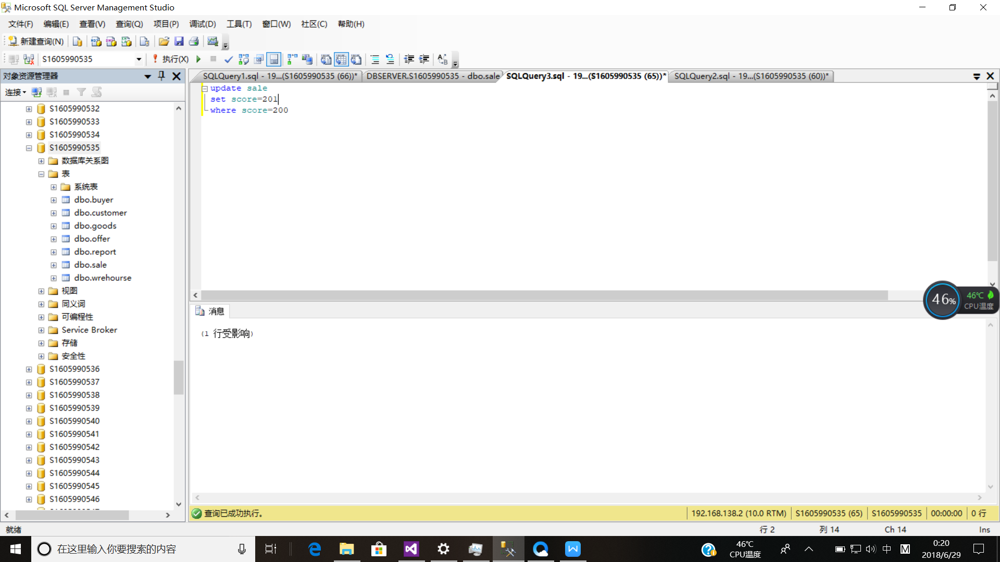 Microsoft SQL Server Management Studio
文件(F) 编辑(E) 查看(V) 查询(Q) 项目(P) 调试(D) 工具(T) 窗口(W) 社区(C) 帮助(H)
新建查询(N)
S1605990535 执行(X)
对象资源管理器
连接
S1605990532
S1605990533
S1605990534
S1605990535
数据库关系图
表
系统表
dbo.buyer
dbo.customer
dbo.goods
dbo.offer
dbo.report
dbo.sale
dbo.wrehourse
视图
同义词
可编程性
Service Broker
存储
安全性
S1605990536
S1605990537
S1605990538
S1605990539
S1605990540
S1605990541
S1605990542
S1605990543
S1605990544
S1605990545
S1605990546
SQLQuery1.sql - 19...(S1605990535 (66))* DBSERVER.S1605990535 - dbo.sale SQLQuery3.sql - 19...(S1605990535 (65))* SQLQuery2.sql - 19...(S1605990535 (60))*
update sale
set score=201
where score=200
46% 46℃
CPU温度
消息
(1 行受影响)
查询已成功执行。 192.168.138.2 (10.0 RTM) S1605990535 (65) S1605990535 00:00:00 0 行
就绪 行 2 列 14 Ch 14 Ins
在这里输入你要搜索的内容
46℃
CPU温度
中 M
0:20
2018/6/29